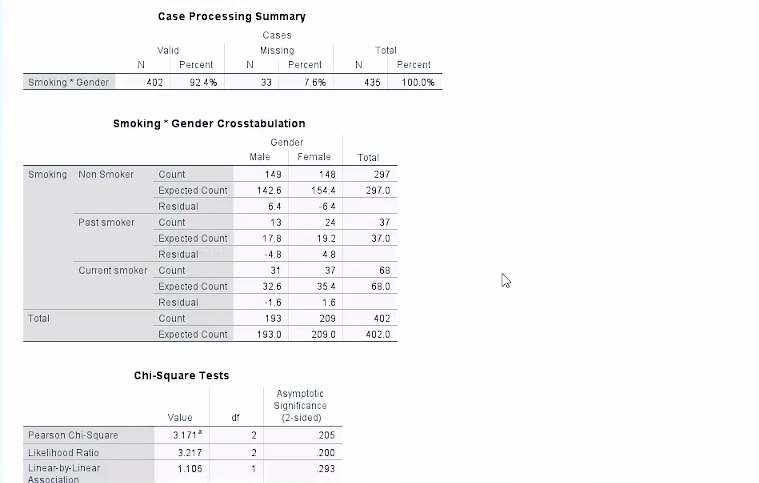 Case Processing Summary
Cases
Valid Missing Total
N Percent N Percent N Percent
Smoking * Gender 402 92.4% 33 7.6% 435 100.0%
Smoking * Gender Crosstabulation
Gender
Male Female Total
Smoking Non Smoker Count 149 148 297
Expected Count 142.6 154.4 297.0
Residual 6.4 -6.4
Past smoker Count 13 24 37
Expected Count 17.8 19.2 37.0
Residual -4.8 4.8
Current smoker Count 31 37 68
Expected Count 32.6 35.4 68.0
Residual -1.6 1.6
Total Count 193 209 402
Expected Count 193.0 209.0 402.0
Chi-Square Tests
Asymptotic
Significance
Value df (2-sided)
Pearson Chi-Square 3.171a 2 .205
Likelihood Ratio 3.217 2 .200
Linear-by-Linear 1.106 1 .293
Association